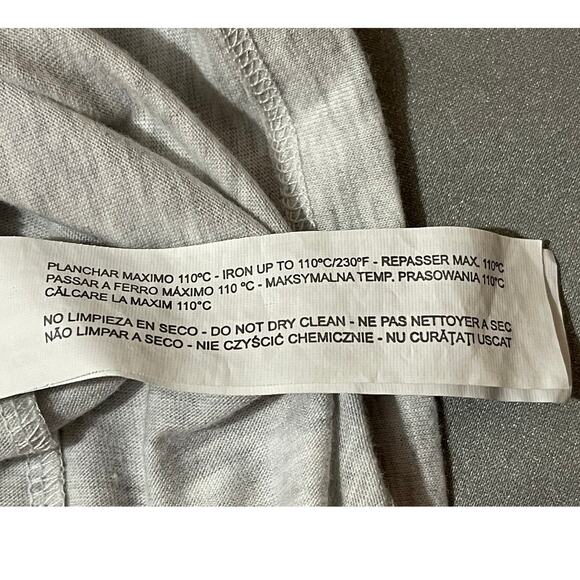 PLANCHAR MAXIMO 110ºC - IRON UP TO 110ºC/230ºF - REPASSER MAX. 110ºC
PASSAR A FERRO MÁXIMO 110 ºC - MAKSYMALNA TEMP. PRASOWANIA 110°C
CĂLCARE LA MAXIM 110°C
NO LIMPIEZA EN SECO - DO NOT DRY CLEAN - NE PAS NETTOYER A SEC
NÃO LIMPAR A SECO - NIE CZYŚCIĆ CHEMICZNIE - NU CURĂŢAŢI USCAT